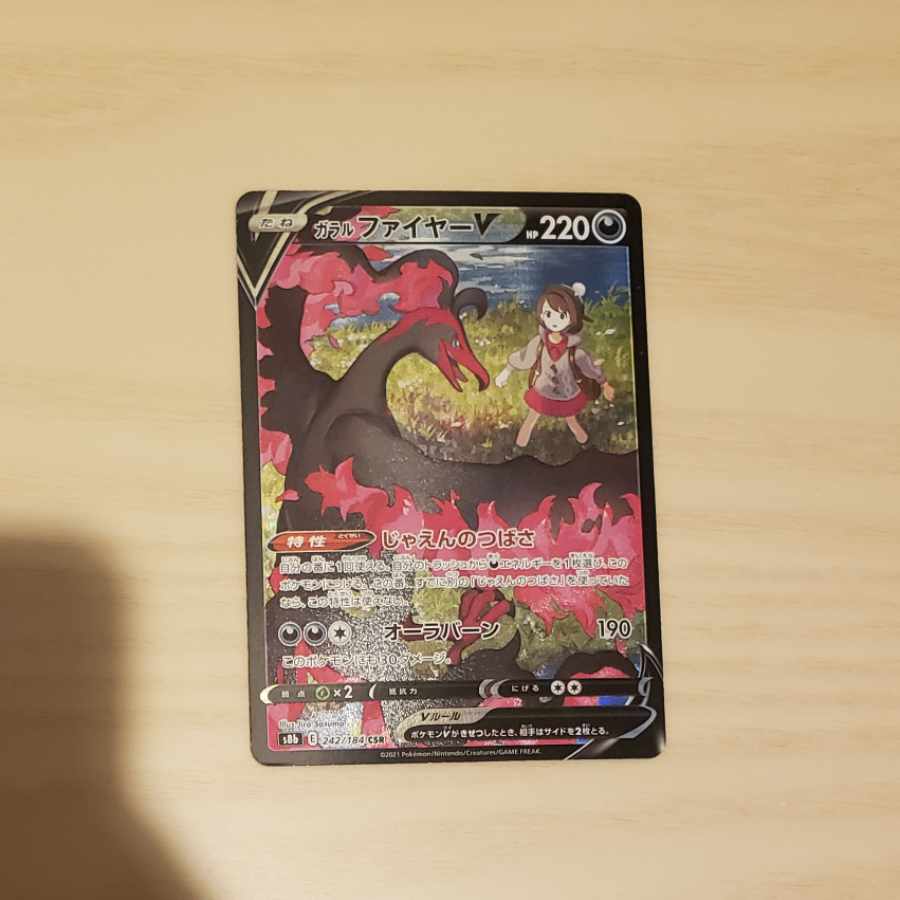 たね ガラル ファイヤーV HP 220
特性 とくせい じゃえんのつばさ
自分の番に1回使える。自分のトラッシュからエネルギーを1枚選び、この
ポケモンにつける。この番、すでに別の「じゃえんのつばさ」を使っていた
なら、この特性は使えない。
オーラバーン 190
このポケモンにも30ダメージ。
弱点 ×2 抵抗力 にげる
Illus. Jiro Sasumo
Vルール
s8b E 242/184 CSR ポケモンVがきぜつしたとき、相手はサイドを2枚とる。
©2021 Pokémon/Nintendo/Creatures/GAME FREAK.